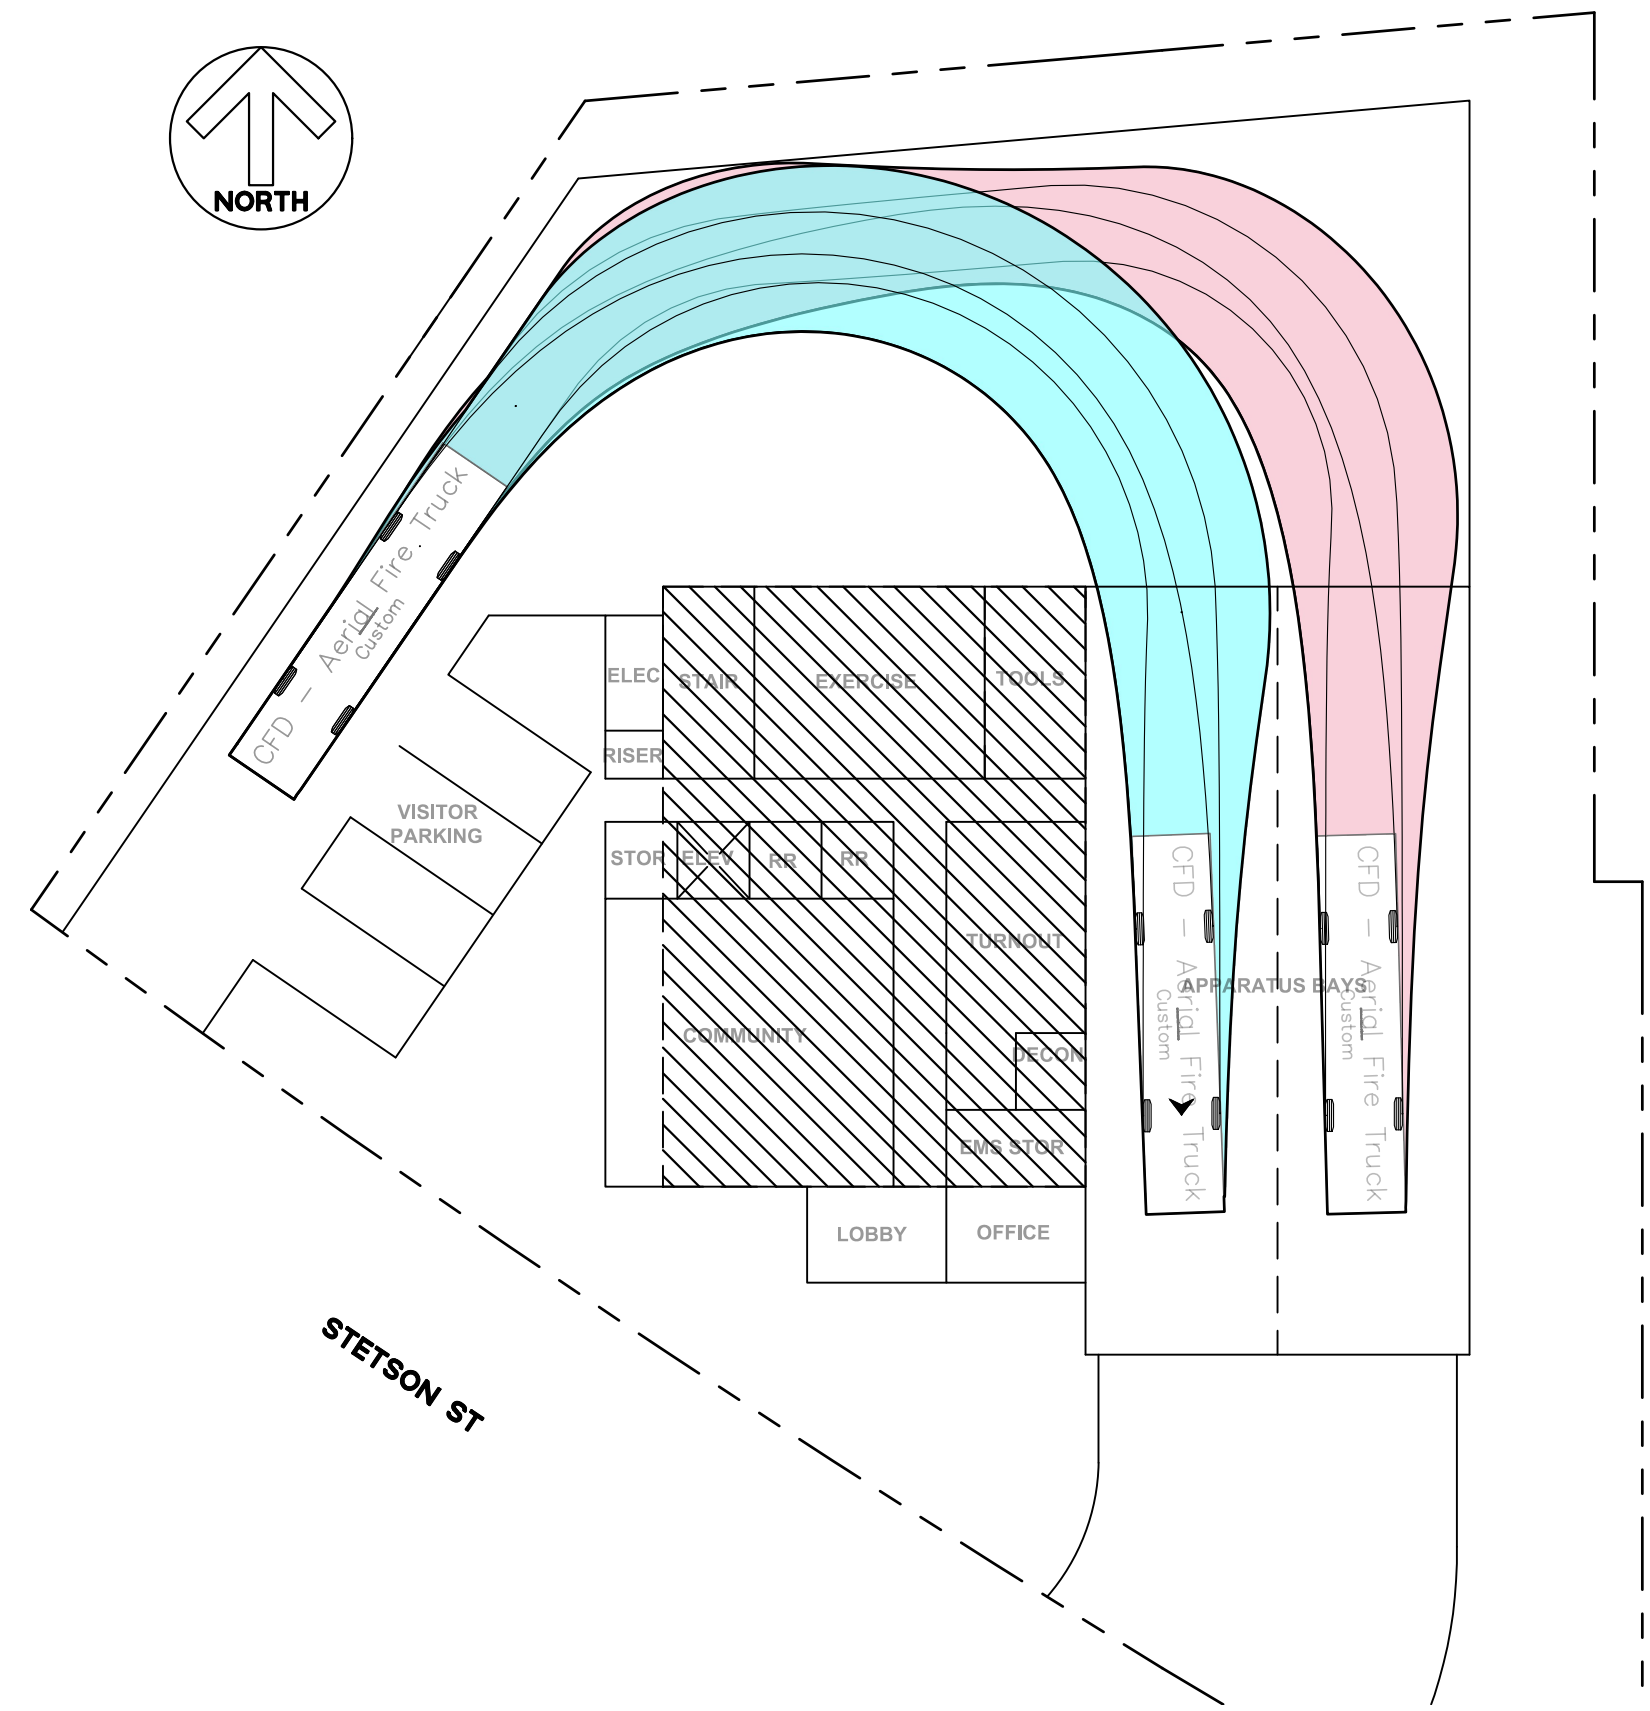 NORTH
CFD - Aerial Fire Truck
Custom
ELEC
STAIR
EXERCISE
TOOLS
RISER
VISITOR
PARKING
STOR
ELEV
RR
RR
CFD - Aerial Fire Truck
Custom
CFD - Aerial Fire Truck
Custom
TURNOUT
APPARATUS BAYS
COMMUNITY
DECON
EMS STOR
LOBBY
OFFICE
STETSON ST